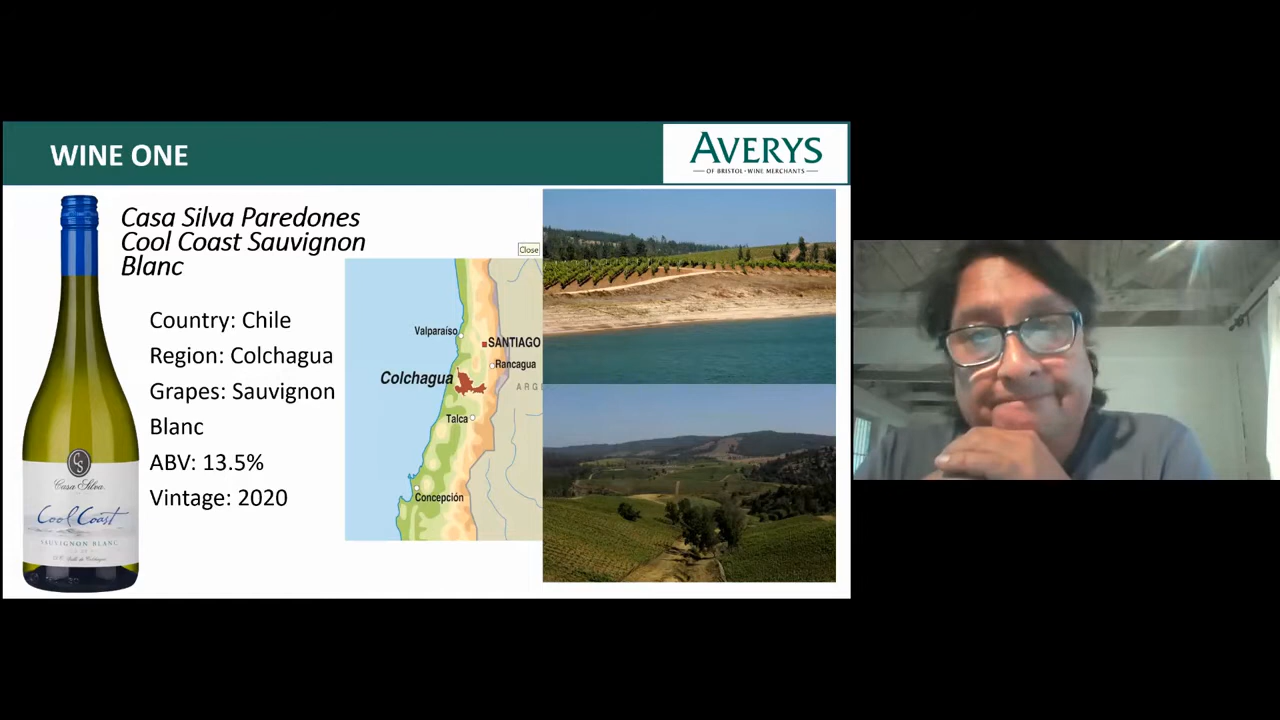 WINE ONE
AVERYS
OF BRISTOL • WINE MERCHANTS
Casa Silva Paredones
Cool Coast Sauvignon
Blanc
Country: Chile
Region: Colchagua
Grapes: Sauvignon
Blanc
ABV: 13.5%
Vintage: 2020
Close
Valparaíso
SANTIAGO
Rancagua
Colchagua
ARG
Talca
Concepción
CS
Casa Silva
Cool Coast
SAUVIGNON BLANC